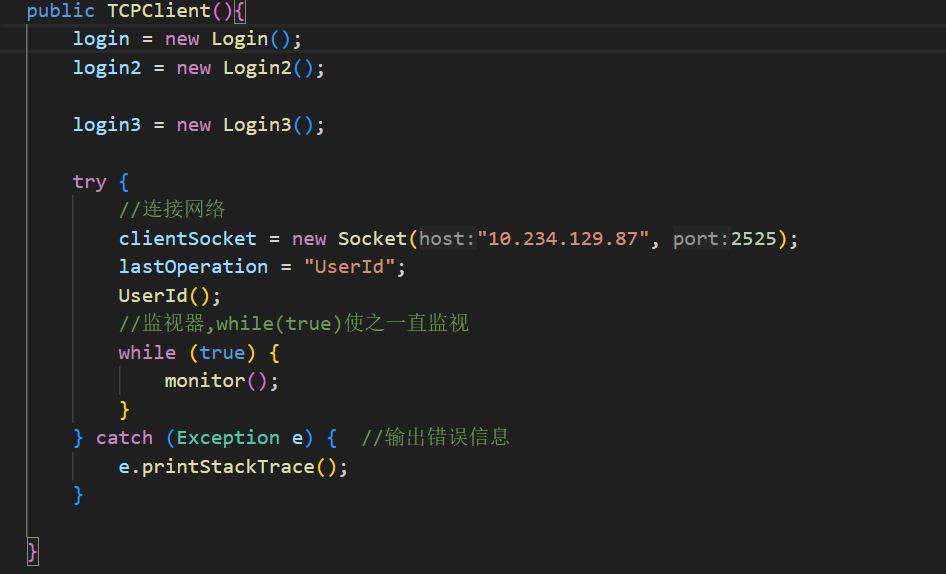 public TCPClient(){
login = new Login();
login2 = new Login2();
login3 = new Login3();
try {
//连接网络
clientSocket = new Socket(host:"10.234.129.87", port:2525);
lastOperation = "UserId";
UserId();
//监视器,while(true)使之一直监视
while (true) {
monitor();
}
} catch (Exception e) {  //输出错误信息
e.printStackTrace();
}
}